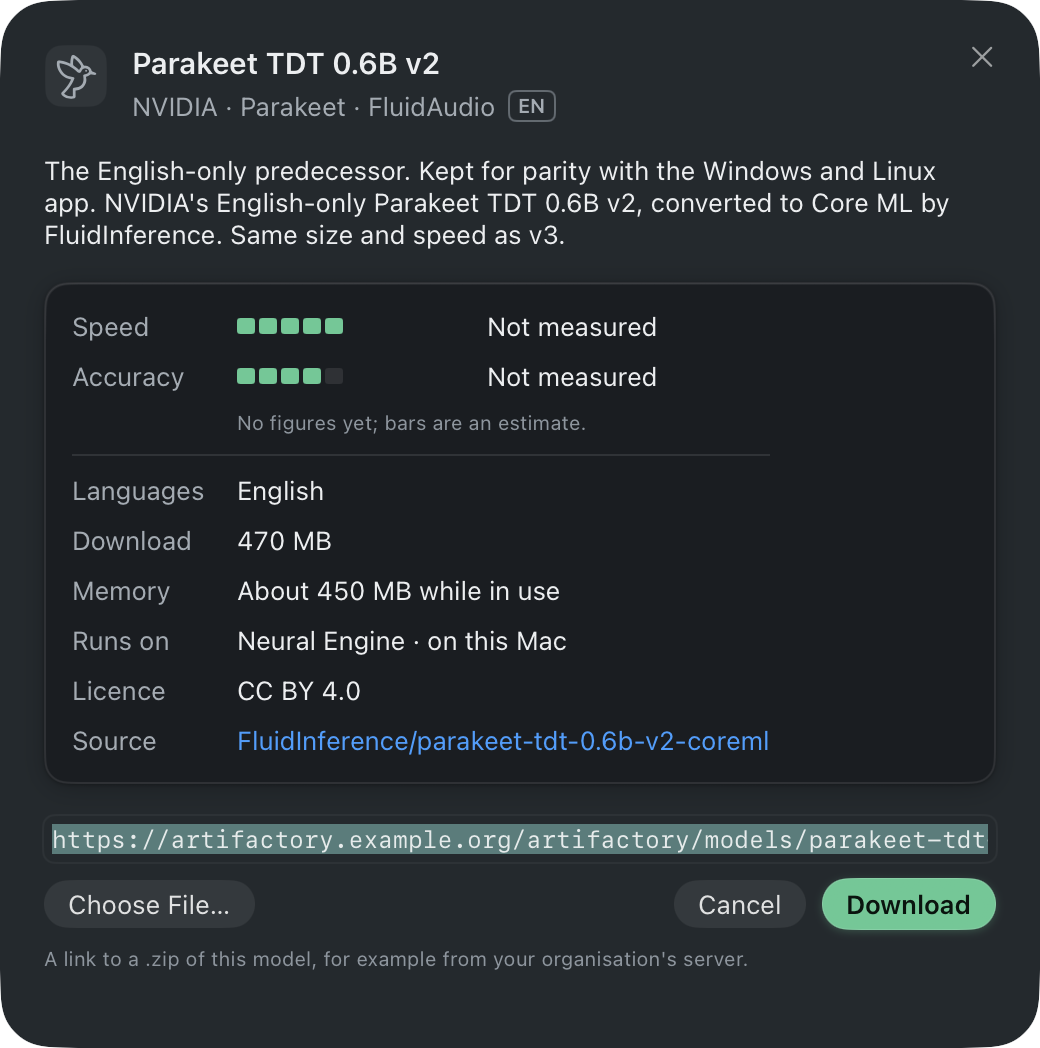 Parakeet TDT 0.6B v2
NVIDIA · Parakeet · FluidAudio EN
The English-only predecessor. Kept for parity with the Windows and Linux
app. NVIDIA's English-only Parakeet TDT 0.6B v2, converted to Core ML by
FluidInference. Same size and speed as v3.
Speed Not measured
Accuracy Not measured
No figures yet; bars are an estimate.
Languages English
Download 470 MB
Memory About 450 MB while in use
Runs on Neural Engine · on this Mac
Licence CC BY 4.0
Source FluidInference/parakeet-tdt-0.6b-v2-coreml
https://artifactory.example.org/artifactory/models/parakeet-tdt
Choose File... Cancel Download
A link to a .zip of this model, for example from your organisation's server.